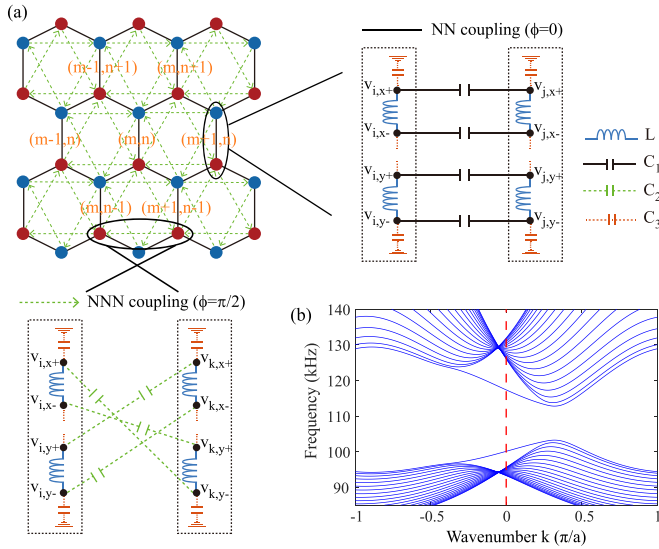 (a)
NN coupling (ϕ=0)
(m-1,n+1) (m,n+1)
(m-1,n) (m,n) (m+1,n)
(m,n-1) (m+1,n-1)
v_{i,x+} v_{j,x+}
v_{i,x-} v_{j,x-}
v_{i,y+} v_{j,y+}
v_{i,y-} v_{j,y-}
L
C_1
C_2
C_3
NNN coupling (ϕ=π/2)
v_{i,x+} v_{k,x+}
v_{i,x-} v_{k,x-}
v_{i,y+} v_{k,y+}
v_{i,y-} v_{k,y-}
(b)
Frequency (kHz)
140
130
120
110
100
90
-1 -0.5 0 0.5 1
Wavenumber k (π/a)